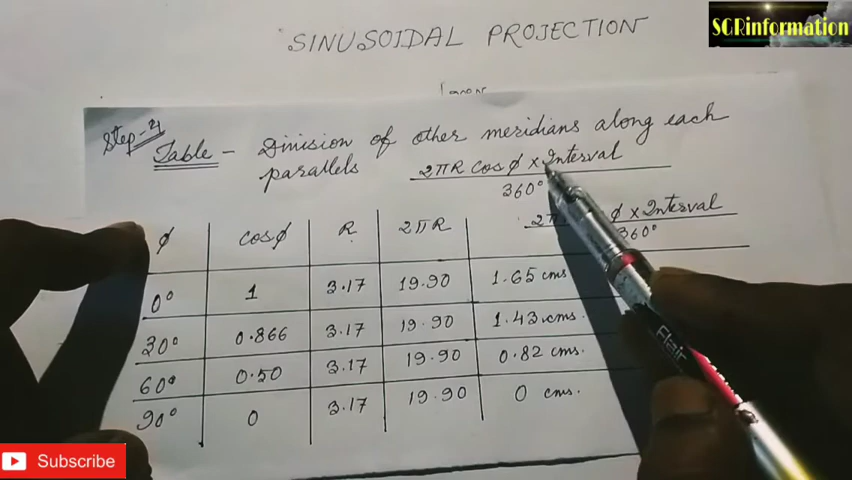 SCRinformation
SINUSOIDAL PROJECTION
Step-4
Table - Division of other meridians along each
parallels 2πR cosϕ x Interval
360°
ϕ cosϕ R 2πR ϕ x Interval
360°
0° 1 3.17 19.90 1.65 cms
30° 0.866 3.17 19.90 1.43 cms.
60° 0.50 3.17 19.90 0.82 cms.
90° 0 3.17 19.90 0 cms.
Flair
Subscribe